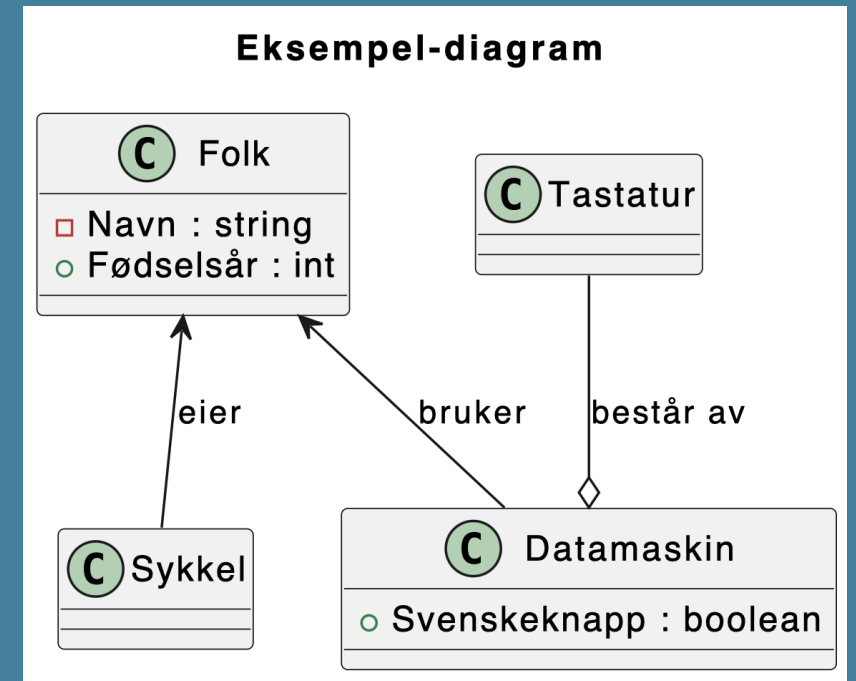 Eksempel-diagram
C Folk
Navn : string
Fødselsår : int
C Tastatur
eier
bruker
består av
C Sykkel
C Datamaskin
Svenskeknapp : boolean